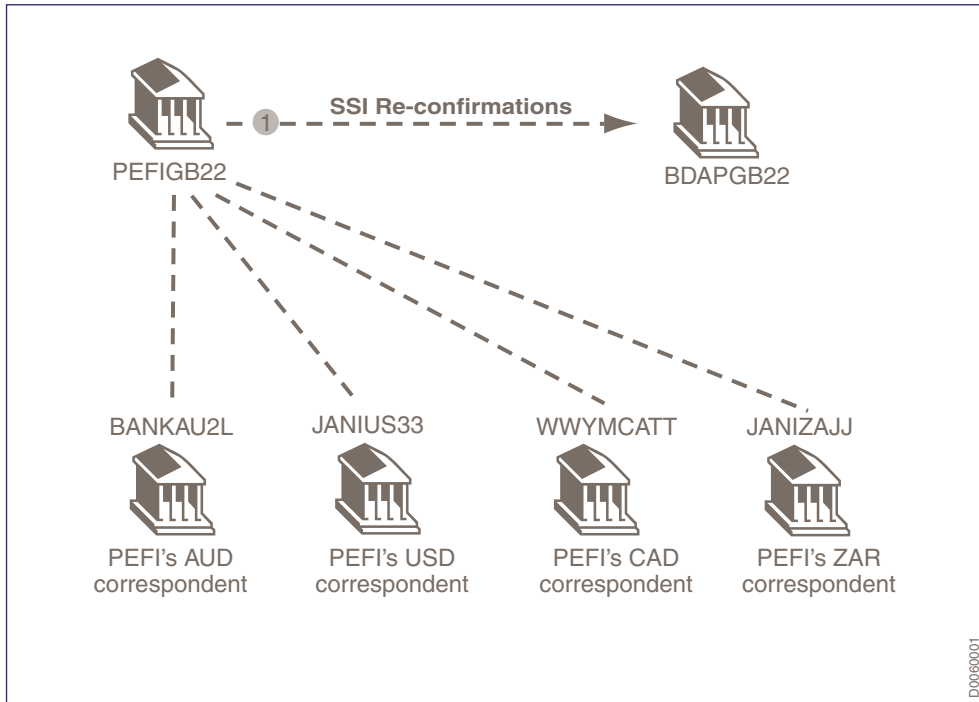 SSI Re-confirmations
1
PEFIGB22
BDAPGB22
BANKAU2L
JANIUS33
WWYMCATT
JANIZAJJ
PEFI's AUD
correspondent
PEFI's USD
correspondent
PEFI's CAD
correspondent
PEFI's ZAR
correspondent
D0060001